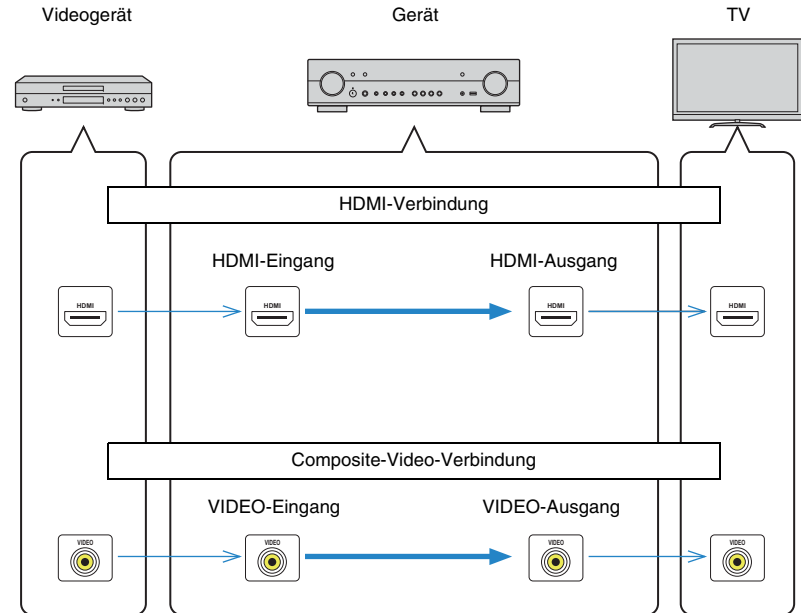 Videogerät
Gerät
TV
HDMI-Verbindung
HDMI-Eingang
HDMI-Ausgang
HDMI
HDMI
HDMI
HDMI
Composite-Video-Verbindung
VIDEO-Eingang
VIDEO-Ausgang
VIDEO
VIDEO
VIDEO
VIDEO